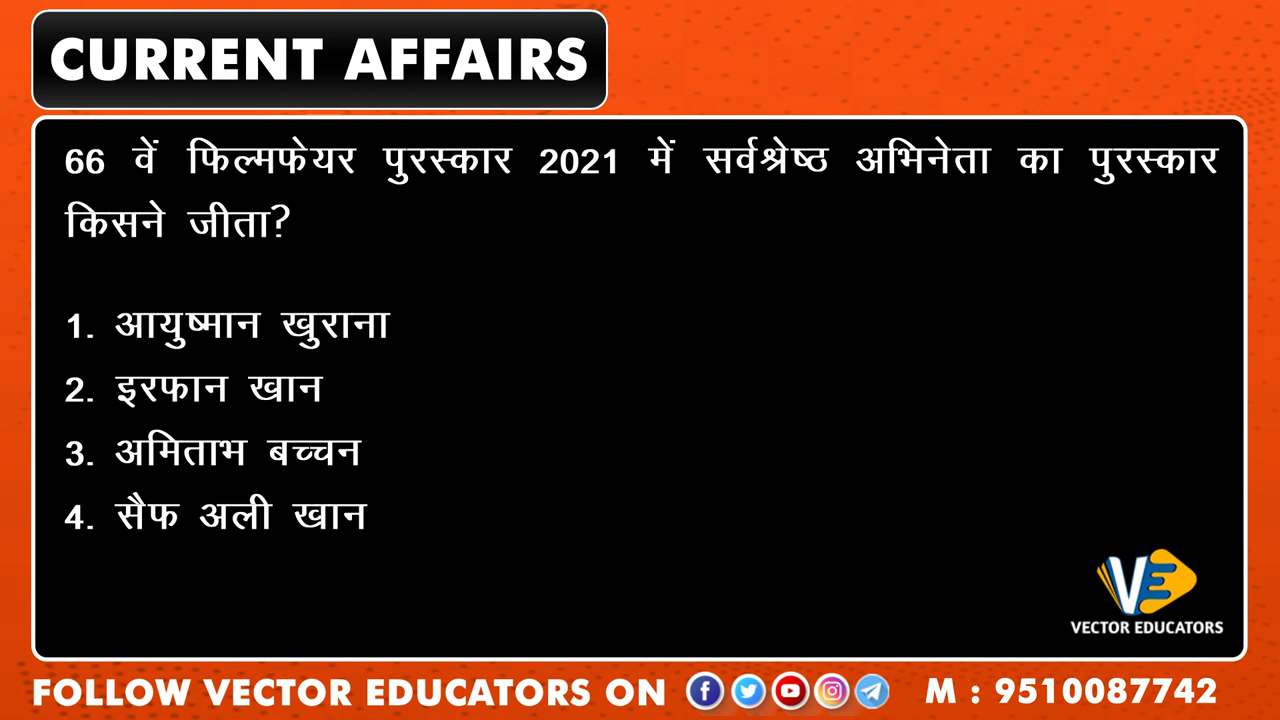 CURRENT AFFAIRS
66 वें फिल्मफेयर पुरस्कार 2021 में सर्वश्रेष्ठ अभिनेता का पुरस्कार
किसने जीता?
1. आयुष्मान खुराना
2. इरफान खान
3. अमिताभ बच्चन
4. सैफ अली खान
VE
VECTOR EDUCATORS
FOLLOW VECTOR EDUCATORS ON M : 9510087742